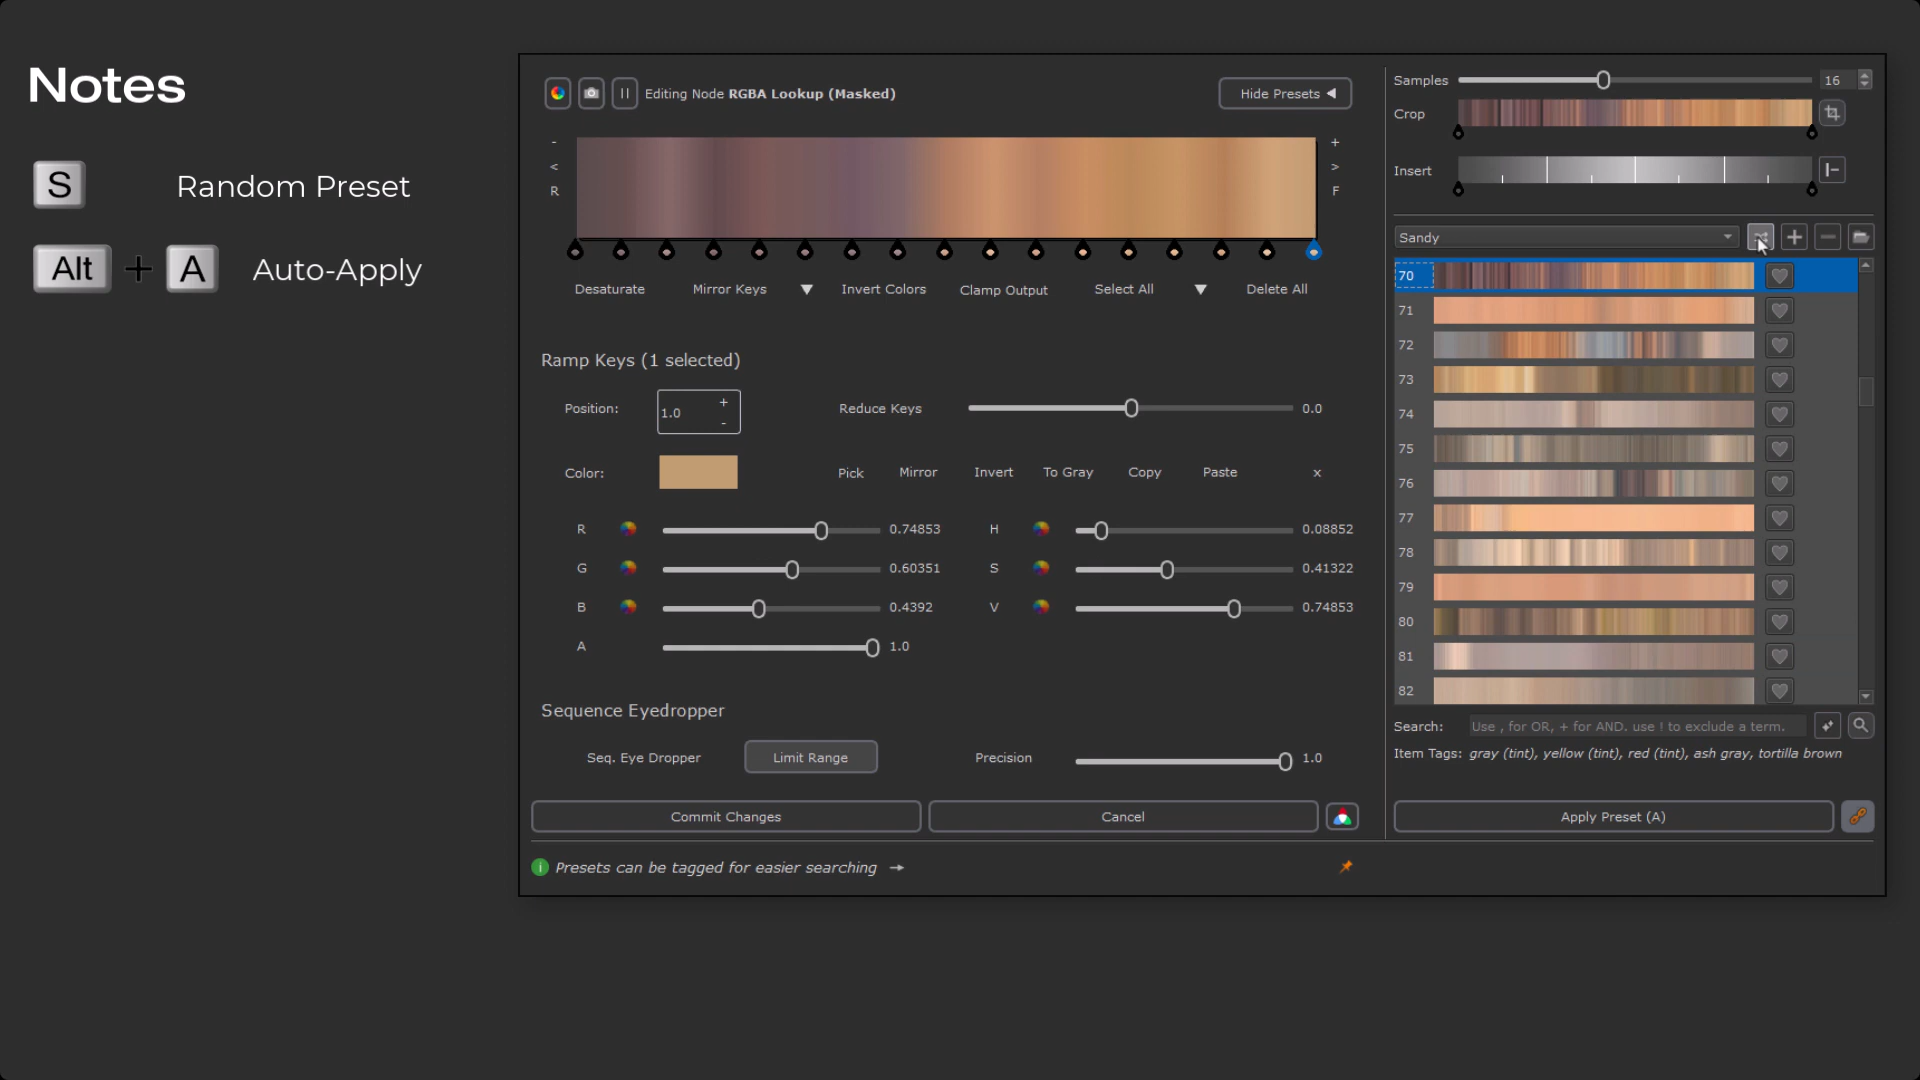 Notes
S Random Preset
Alt + A Auto-Apply
Editing Node RGBA Lookup (Masked)
Hide Presets
- +
< >
R F
Desaturate Mirror Keys Invert Colors Clamp Output Select All Delete All
Ramp Keys (1 selected)
Position: 1.0 + - Reduce Keys 0.0
Color: Pick Mirror Invert To Gray Copy Paste x
R 0.74853 H 0.08852
G 0.60351 S 0.41322
B 0.4392 V 0.74853
A 1.0
Sequence Eyedropper
Seq. Eye Dropper Limit Range Precision 1.0
Commit Changes Cancel
i Presets can be tagged for easier searching →
Samples 16
Crop
Insert
Sandy
70
71
72
73
74
75
76
77
78
79
80
81
82
Search: Use , for OR, + for AND. use ! to exclude a term.
Item Tags: gray (tint), yellow (tint), red (tint), ash gray, tortilla brown
Apply Preset (A)